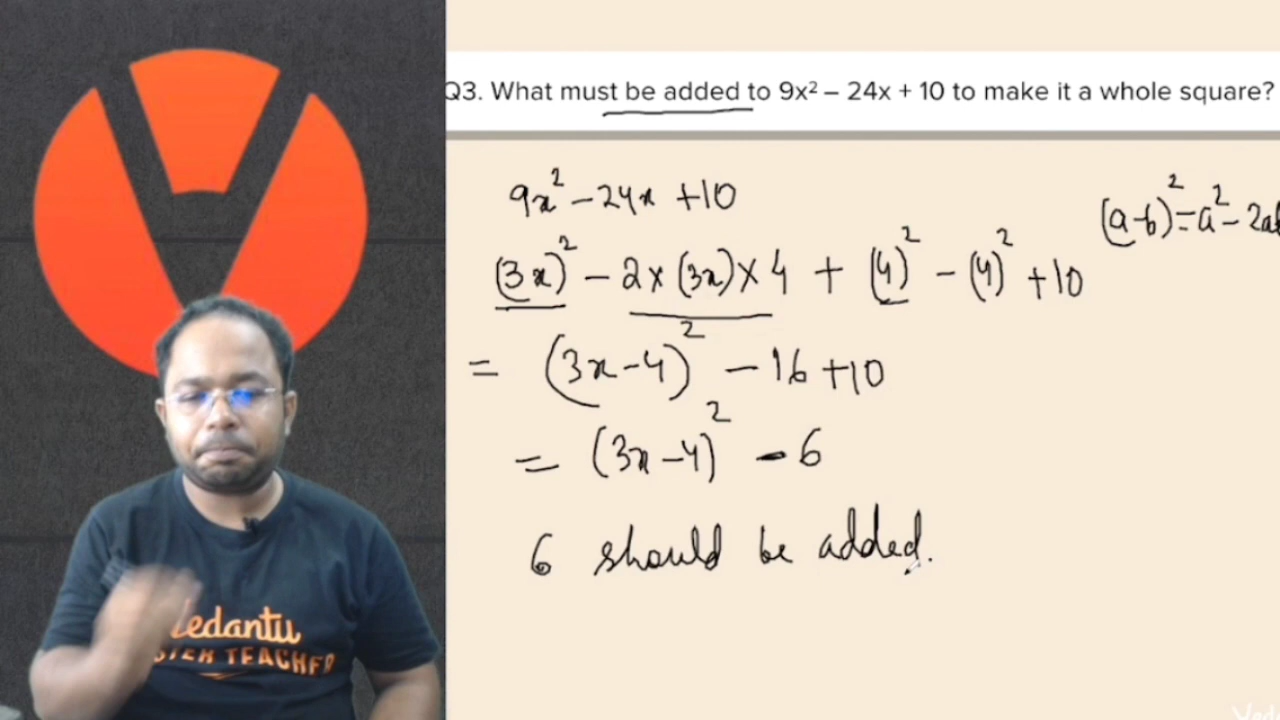 Q3. What must be added to 9x² – 24x + 10 to make it a whole square?
9x² - 24x + 10
(a-b)² = a² - 2ab
(3x)² - 2 x (3x) x 4 + (4)² - (4)² + 10
= (3x-4)² - 16 + 10
= (3x-4)² - 6
6 should be added.
Vedantu
TEACHER